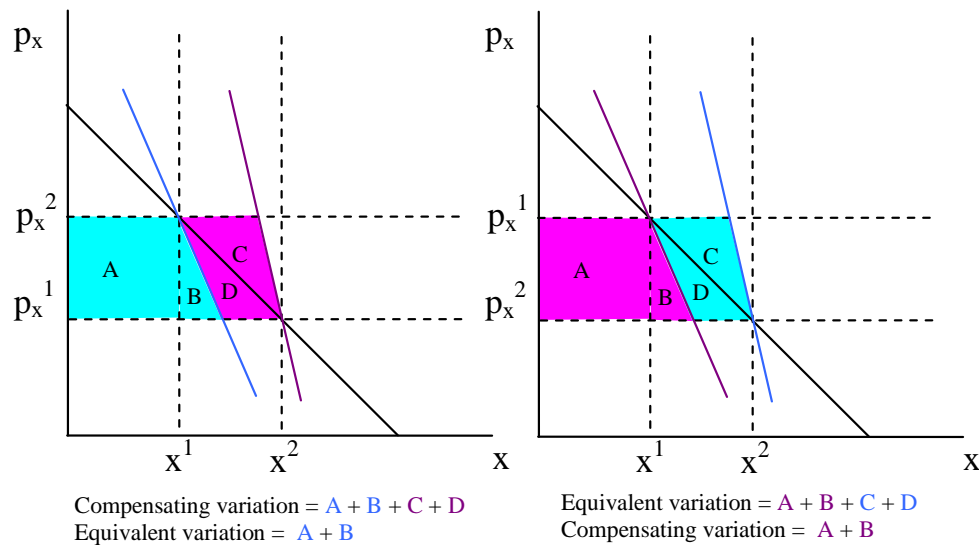 pₓ
pₓ²
A
C
B
D
pₓ¹
x¹
x²
x
Compensating variation = A + B + C + D
Equivalent variation = A + B
pₓ
pₓ¹
C
A
B
D
pₓ²
x¹
x²
x
Equivalent variation = A + B + C + D
Compensating variation = A + B